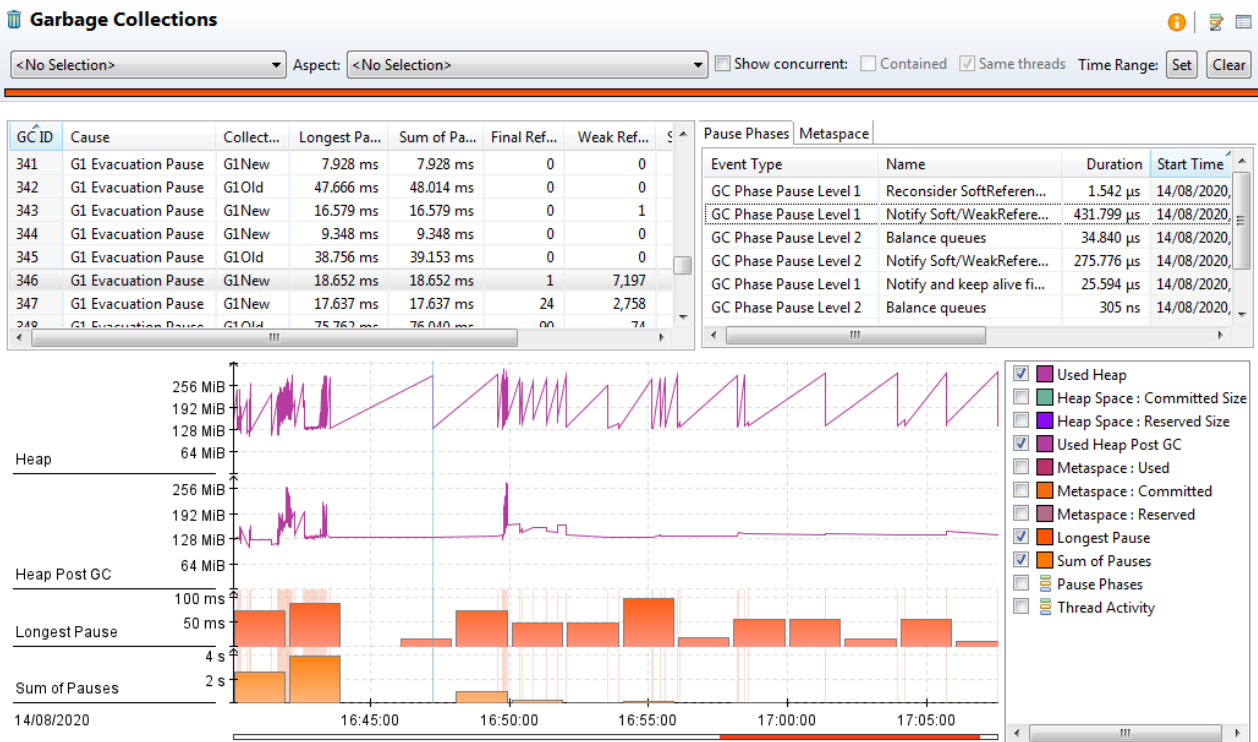 Garbage Collections
<No Selection> Aspect: <No Selection> Show concurrent: Contained Same threads Time Range: Set Clear
GC ID Cause Collect... Longest Pa... Sum of Pa... Final Ref... Weak Ref... S
341 G1 Evacuation Pause G1New 7.928 ms 7.928 ms 0 0
342 G1 Evacuation Pause G1Old 47.666 ms 48.014 ms 0 0
343 G1 Evacuation Pause G1New 16.579 ms 16.579 ms 0 1
344 G1 Evacuation Pause G1New 9.348 ms 9.348 ms 0 0
345 G1 Evacuation Pause G1Old 38.756 ms 39.153 ms 0 0
346 G1 Evacuation Pause G1New 18.652 ms 18.652 ms 1 7,197
347 G1 Evacuation Pause G1New 17.637 ms 17.637 ms 24 2,758
348 G1 Evacuation Pause G1Old 75.762 ms 76.040 ms 90 74
Pause Phases Metaspace
Event Type Name Duration Start Time
GC Phase Pause Level 1 Reconsider SoftReferen... 1.542 µs 14/08/2020,
GC Phase Pause Level 1 Notify Soft/WeakRefere... 431.799 µs 14/08/2020,
GC Phase Pause Level 2 Balance queues 34.840 µs 14/08/2020,
GC Phase Pause Level 2 Notify Soft/WeakRefere... 275.776 µs 14/08/2020,
GC Phase Pause Level 1 Notify and keep alive fi... 25.594 µs 14/08/2020,
GC Phase Pause Level 2 Balance queues 305 ns 14/08/2020,
256 MiB
192 MiB
128 MiB
64 MiB
Heap
256 MiB
192 MiB
128 MiB
64 MiB
Heap Post GC
100 ms
50 ms
Longest Pause
4 s
2 s
Sum of Pauses
14/08/2020 16:45:00 16:50:00 16:55:00 17:00:00 17:05:00
Used Heap
Heap Space : Committed Size
Heap Space : Reserved Size
Used Heap Post GC
Metaspace : Used
Metaspace : Committed
Metaspace : Reserved
Longest Pause
Sum of Pauses
Pause Phases
Thread Activity